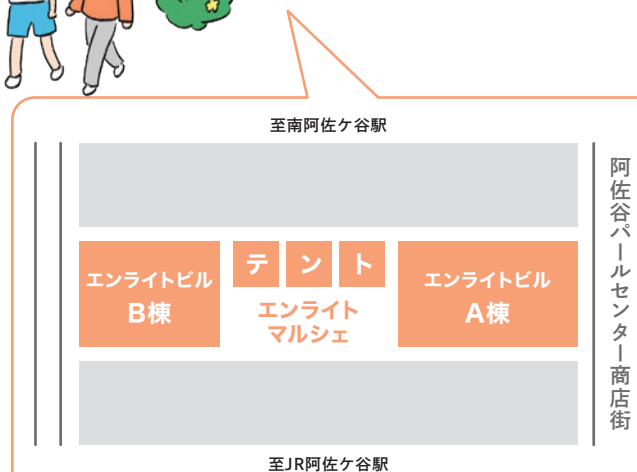 至南阿佐ケ谷駅
エンライトビル
B棟
テント
エンライト
マルシェ
エンライトビル
A棟
阿佐谷パールセンター商店街
至JR阿佐ケ谷駅